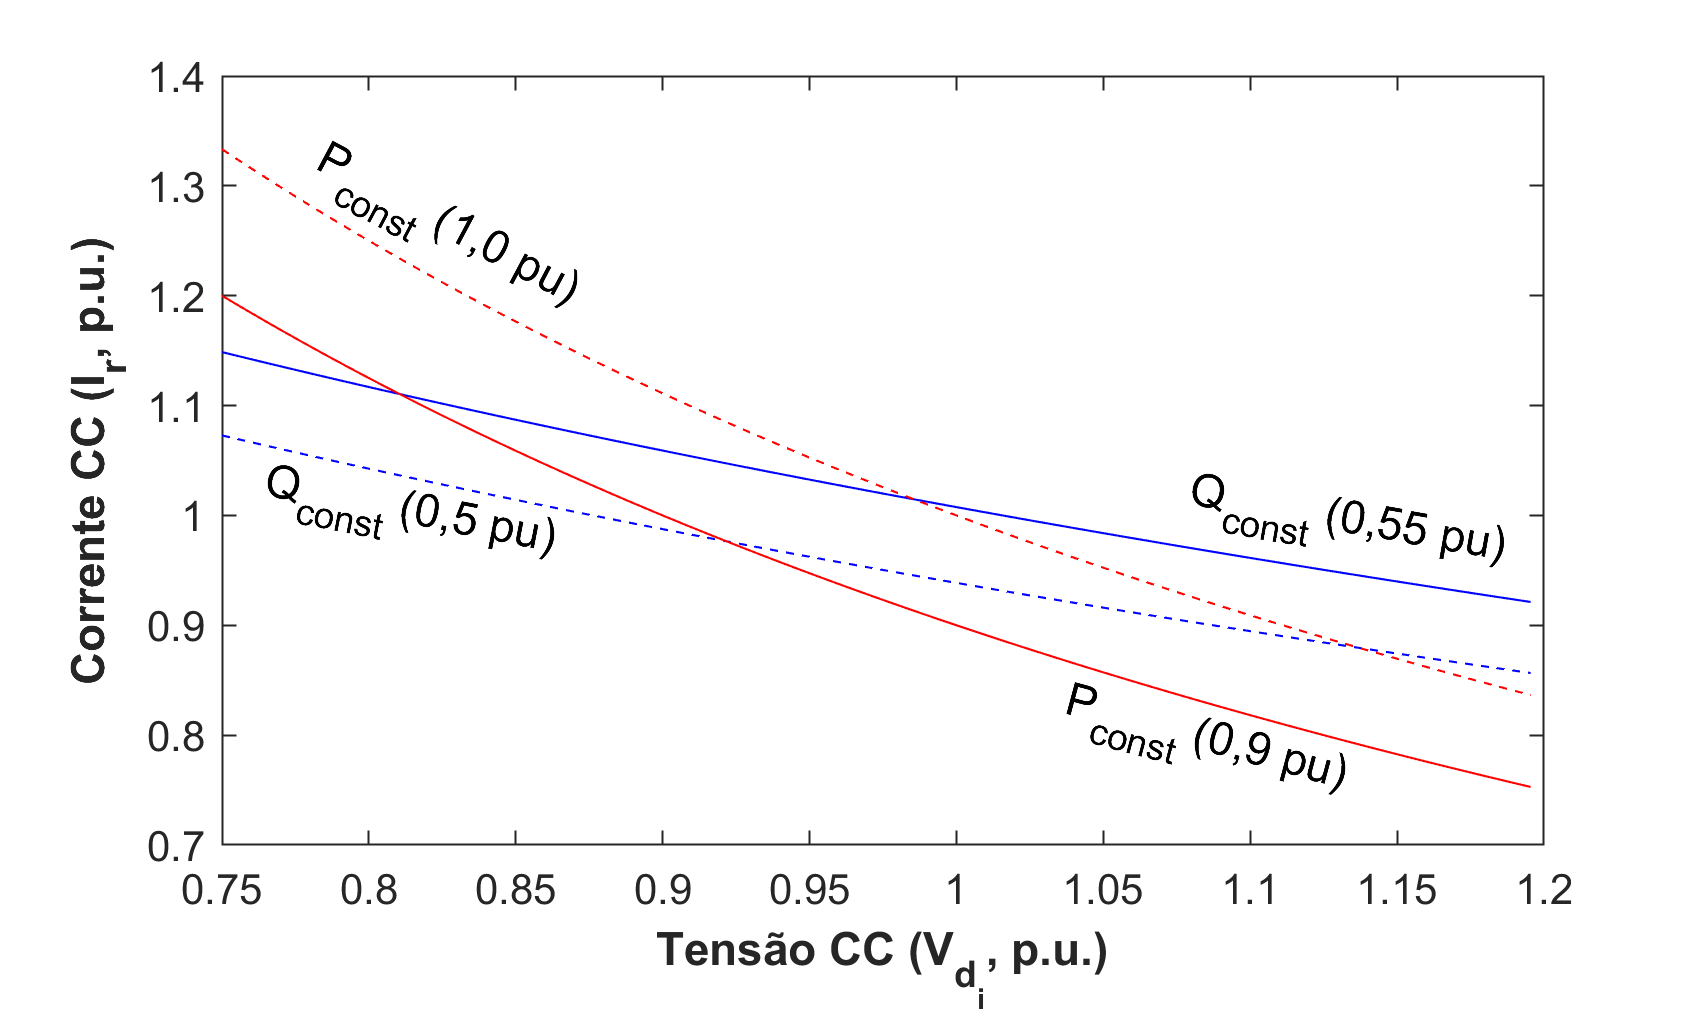 1.4
1.3
1.2
1.1
1
0.9
0.8
0.7
Corrente CC (Ir, p.u.)
Pconst (1,0 pu)
Qconst (0,5 pu)
Qconst (0,55 pu)
Pconst (0,9 pu)
0.75 0.8 0.85 0.9 0.95 1 1.05 1.1 1.15 1.2
Tensão CC (Vdi, p.u.)